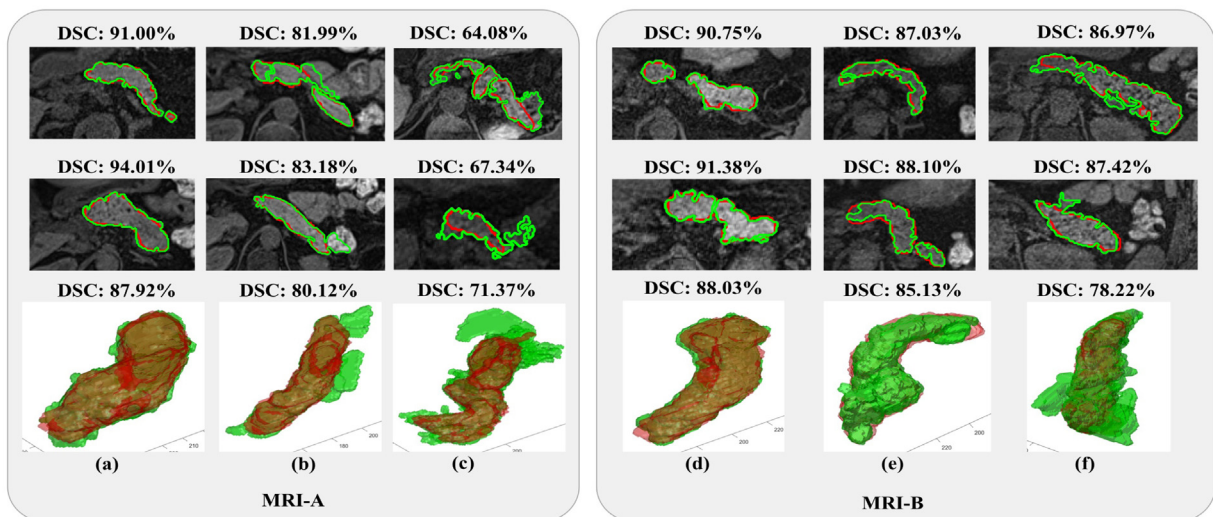 DSC: 91.00% DSC: 81.99% DSC: 64.08%
DSC: 94.01% DSC: 83.18% DSC: 67.34%
DSC: 87.92% DSC: 80.12% DSC: 71.37%
210 180 200 200
(a) (b) (c)
MRI-A
DSC: 90.75% DSC: 87.03% DSC: 86.97%
DSC: 91.38% DSC: 88.10% DSC: 87.42%
DSC: 88.03% DSC: 85.13% DSC: 78.22%
200 220 200 220 200
(d) (e) (f)
MRI-B